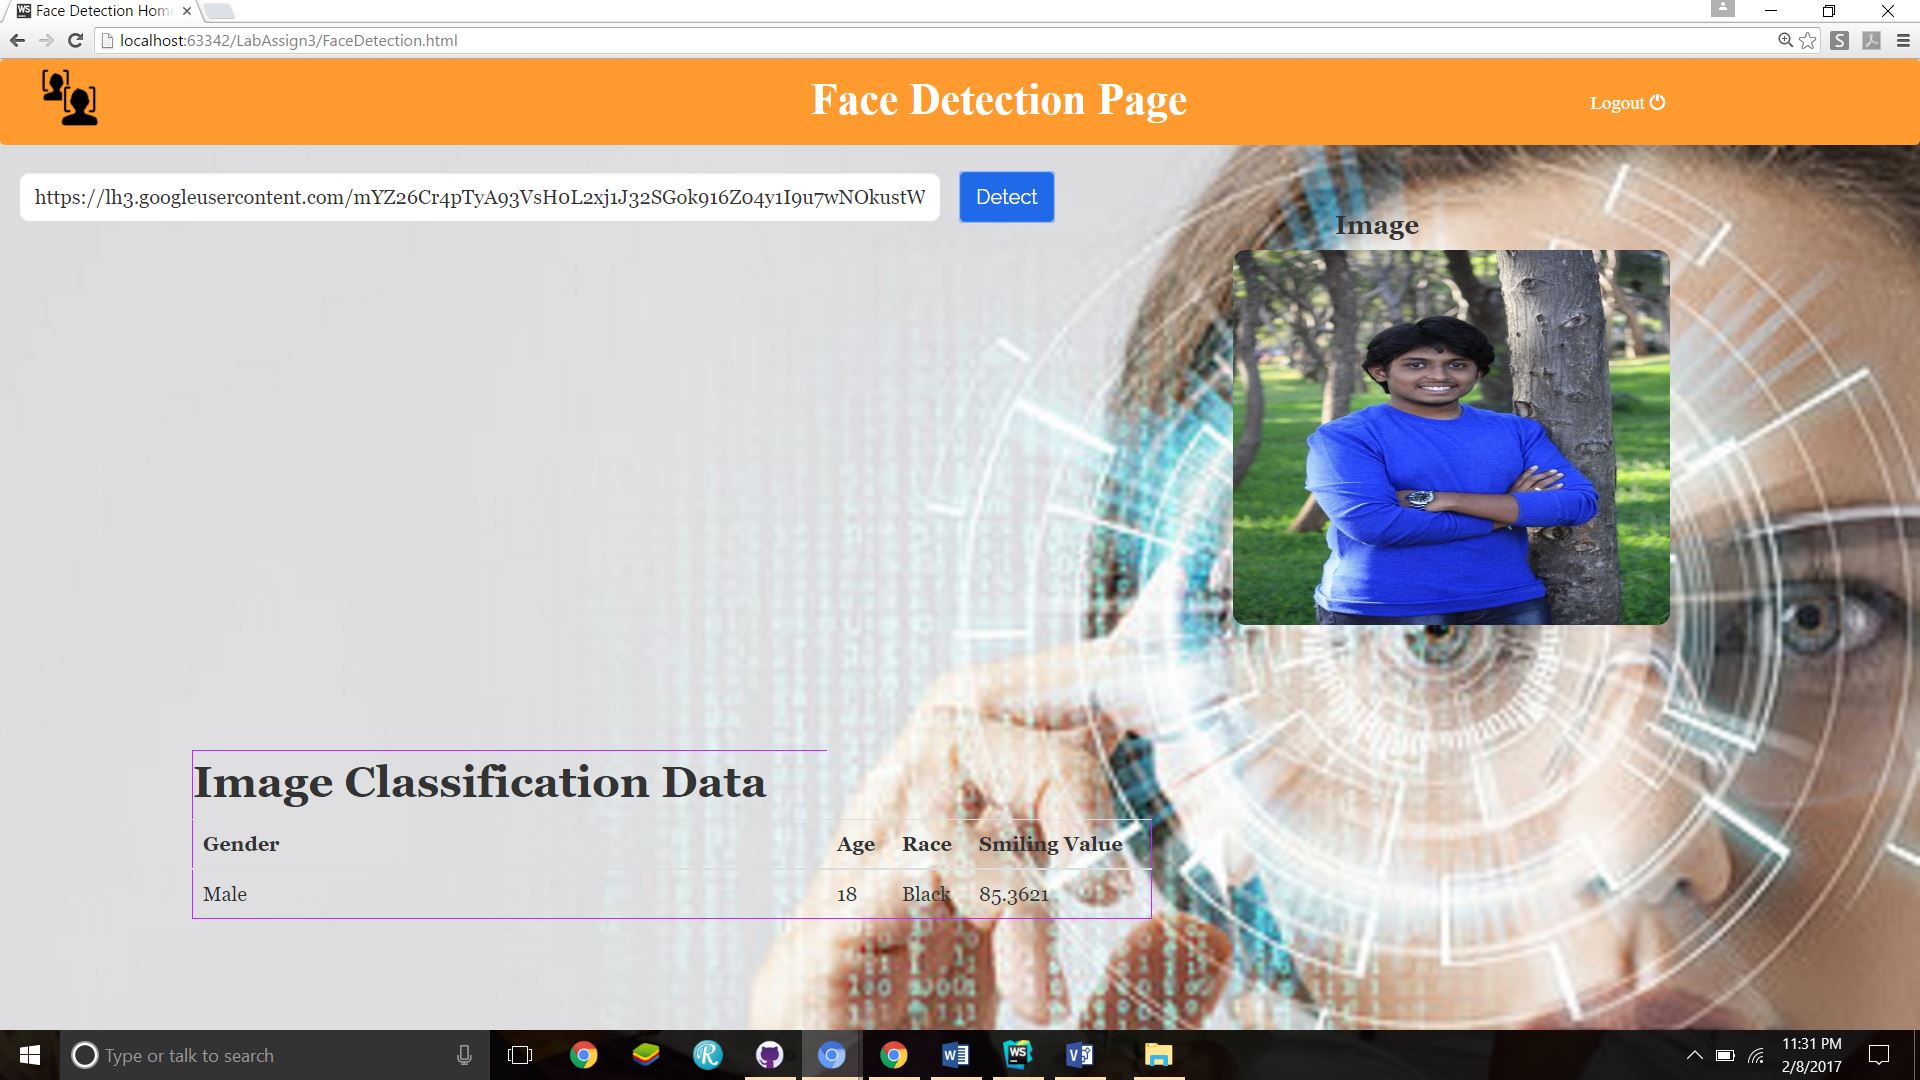 Face Detection Hom
localhost:63342/LabAssign3/FaceDetection.html
Face Detection Page
Logout
https://lh3.googleusercontent.com/mYZ26Cr4pTyA93VsH0L2xj1J32SGok916Z04y1I9u7wNOkustW
Detect
Image
Image Classification Data
Gender Age Race Smiling Value
Male 18 Black 85.3621
Type or talk to search
11:31 PM
2/8/2017